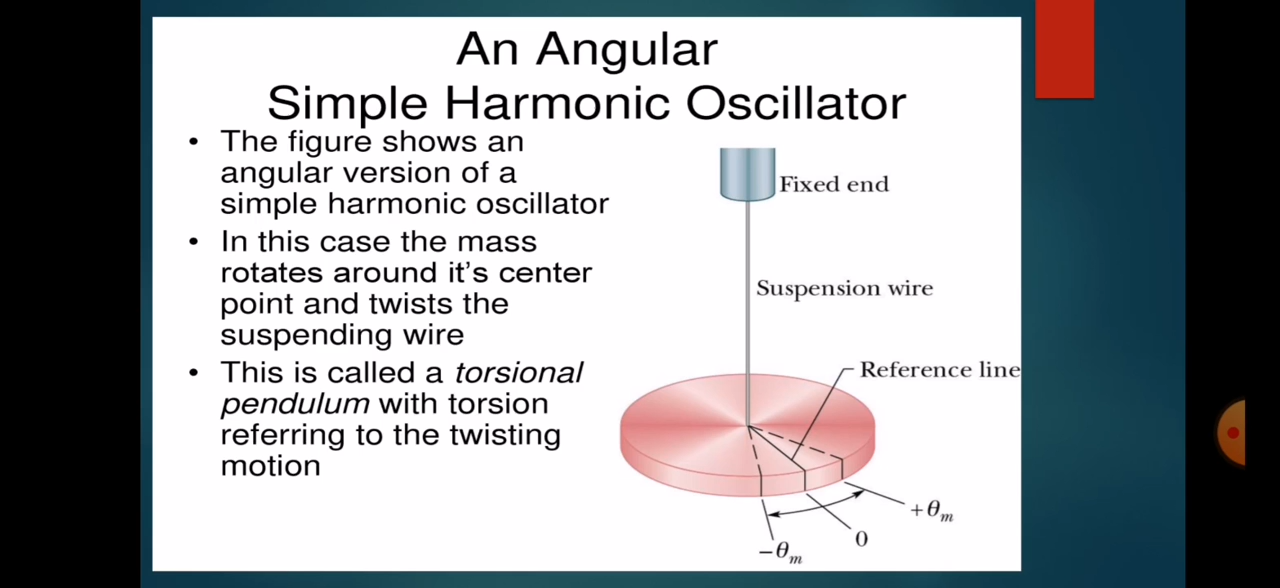 An Angular
Simple Harmonic Oscillator
• The figure shows an
angular version of a
simple harmonic oscillator
• In this case the mass
rotates around it's center
point and twists the
suspending wire
• This is called a torsional
pendulum with torsion
referring to the twisting
motion
Fixed end
Suspension wire
Reference line
+θm
0
−θm